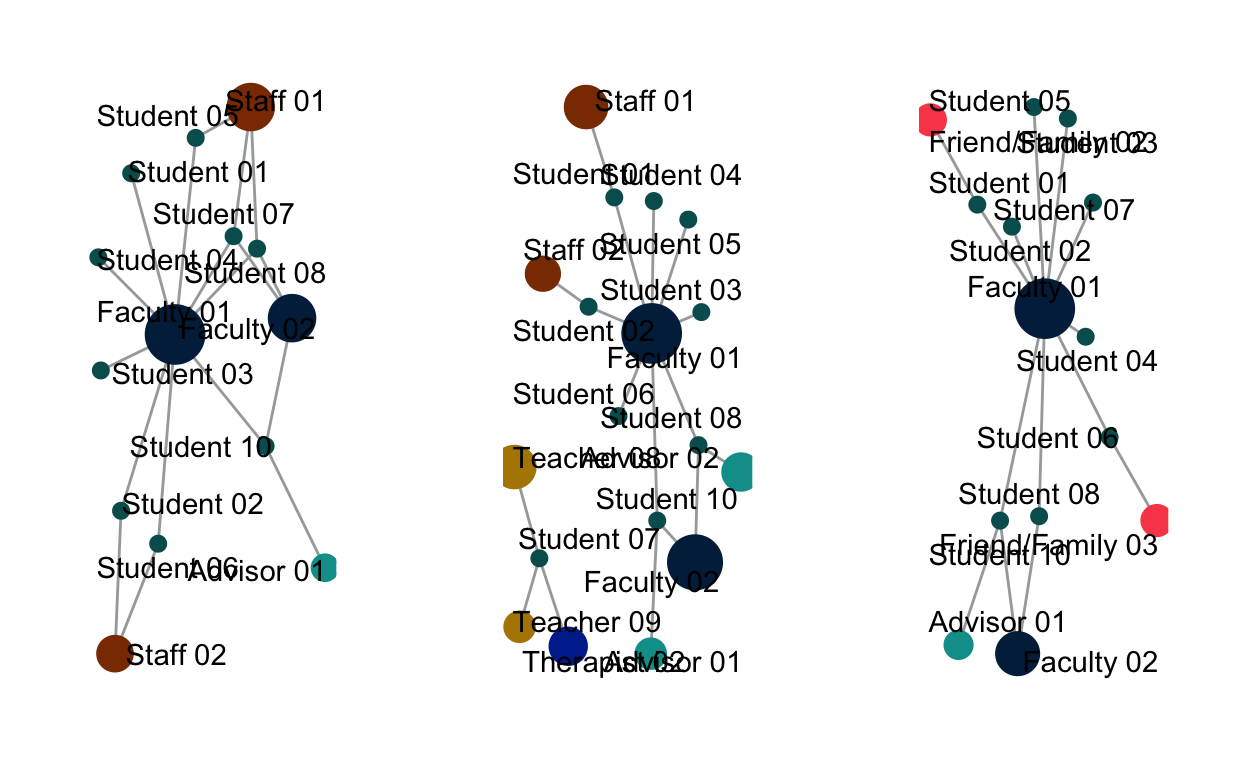 Student 05
Staff 01
Student 01
Student 07
Student 04
Student 08
Faculty 01
Faculty 02
Student 03
Student 10
Student 02
Student 06
Advisor 01
Staff 02
Staff 01
Student 01
Student 04
Student 05
Staff 02
Student 03
Student 02
Faculty 01
Student 06
Student 08
Teacher 08
Advisor 02
Student 10
Student 07
Faculty 02
Teacher 09
Therapist 02
Advisor 01
Student 05
Friend/Family 02
Student 03
Student 01
Student 07
Student 02
Faculty 01
Student 04
Student 06
Student 08
Friend/Family 03
Student 10
Advisor 01
Faculty 02